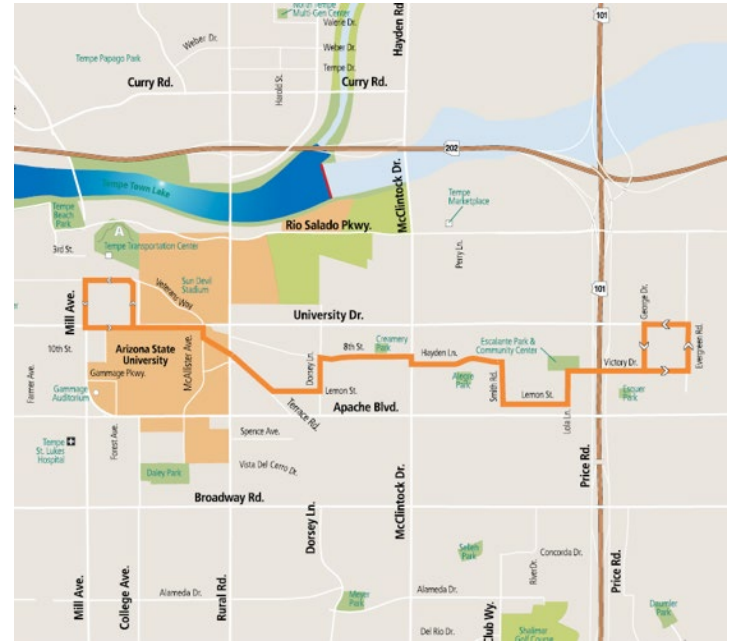 North Tempe
Multi-Gen Center
Valerie Dr.
Weber Dr.
Weber Dr.
Tempe Papago Park
Tempe Dr.
Curry Rd.
Curry Rd.
Harold St.
Hayden Rd.
101
202
Tempe Town Lake
McClintock Dr.
Tempe
Beach
Park
Rio Salado Pkwy.
Tempe
Marketplace
3rd St.
A
Tempe Transportation Center
Perry Ln.
Sun Devil
Stadium
Veterans Way
101
Mill Ave.
University Dr.
George Dr.
Evergreen Rd.
10th St.
Arizona State
University
McAllister Ave.
Dorsey Ln.
8th St.
Creamery
Park
Hayden Ln.
Escalante Park &
Community Center
Victory Dr.
Farmer Ave.
Gammage Pkwy.
Gammage
Auditorium
Lemon St.
Smith Rd.
Lemon St.
Esquer
Park
Apache Blvd.
Terrace Rd.
Lola Ln.
Tempe
St. Lukes
Hospital
Forest Ave.
Spence Ave.
Daley Park
Vista Del Cerro Dr.
Broadway Rd.
Price Rd.
Mill Ave.
College Ave.
Rural Rd.
Dorsey Ln.
McClintock Dr.
Selleh
Park
Concorda Dr.
River Dr.
Price Rd.
Alameda Dr.
Meyer
Park
Alameda Dr.
Daumler
Park
Del Rio Dr.
Club Wy.
Shalimar
Golf Course